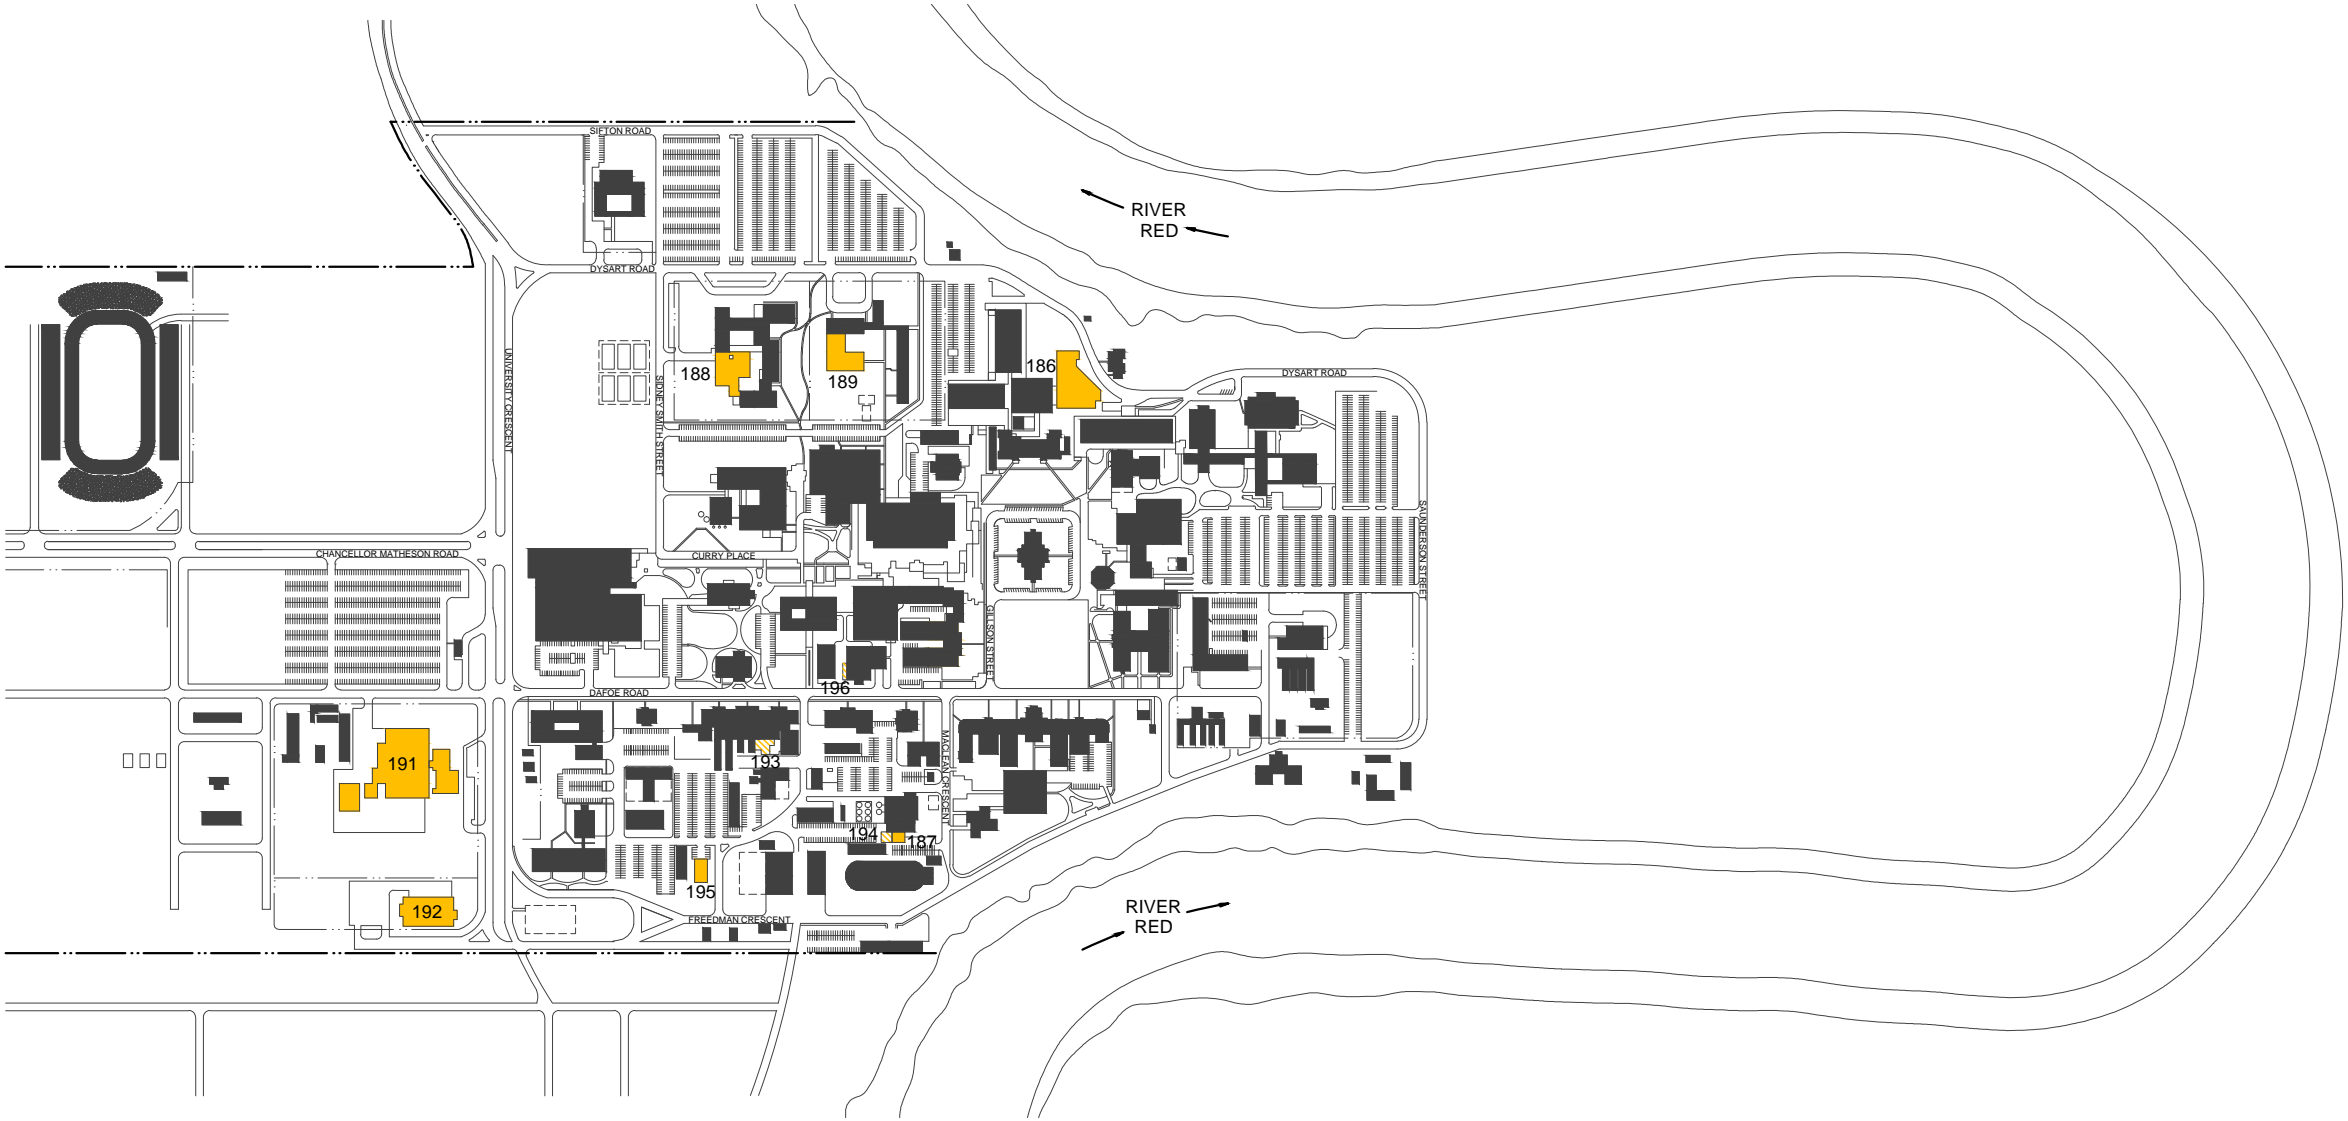 SIFTON ROAD
RIVER
RED
DYSART ROAD
UNIVERSITY CRESCENT
SIDNEY SMITH STREET
188
189
186
DYSART ROAD
SAUNDERSON STREET
CHANCELLOR MATHESON ROAD
CURRY PLACE
GILLSON STREET
196
DAFOE ROAD
191
193
MACLEAN CRESCENT
194
187
195
192
FREEDMAN CRESCENT
RIVER
RED